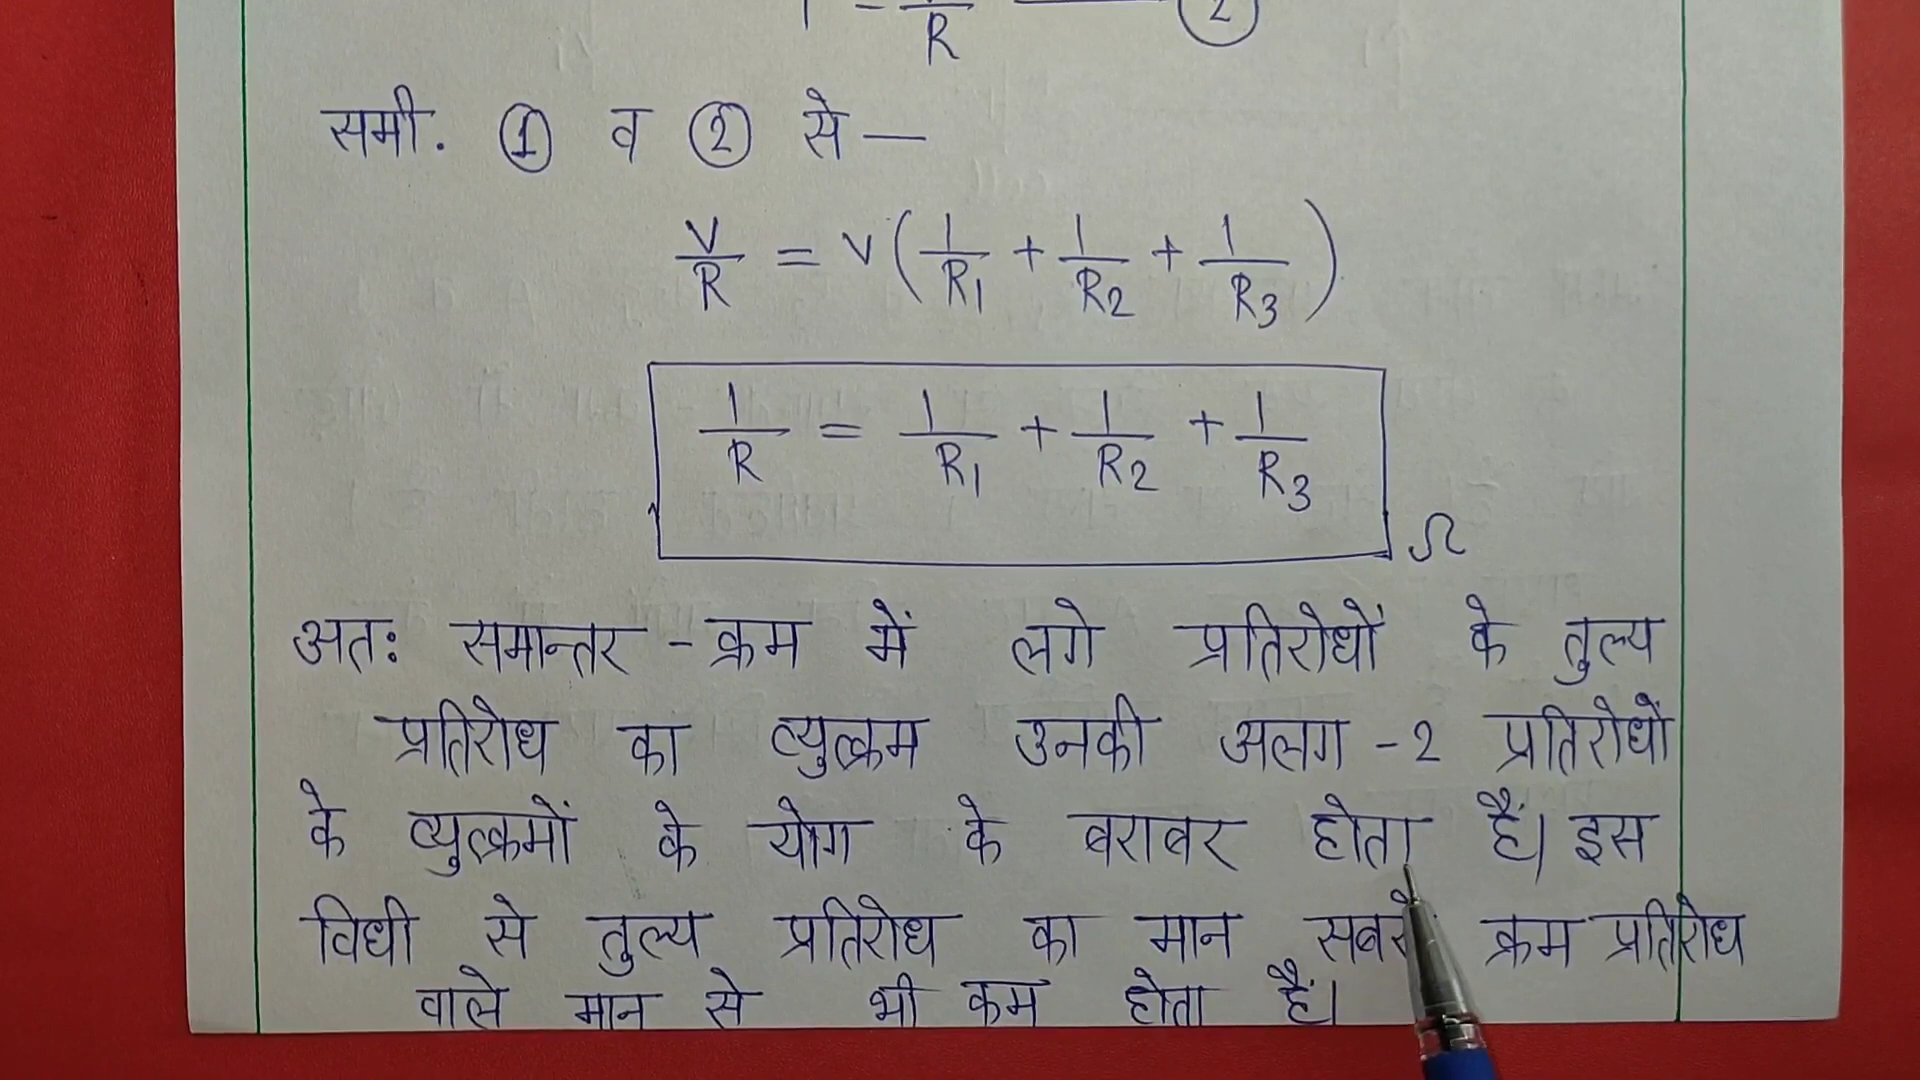 - R ②
समी. ① व ② से —
V/R = V(1/R1 + 1/R2 + 1/R3)
1/R = 1/R1 + 1/R2 + 1/R3 Ω
अतः समान्तर - क्रम में लगे प्रतिरोधों के तुल्य
प्रतिरोध का व्युत्क्रम उनकी अलग - 2 प्रतिरोधों
के व्युत्क्रमों के योग के बराबर होता हैं। इस
विधी से तुल्य प्रतिरोध का मान सबसे क्रम प्रतिरोध
वाले मान से भी कम होता हैं।